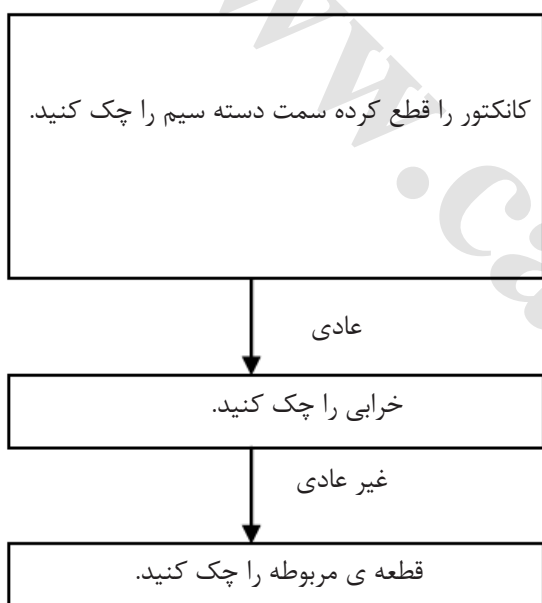 کانکتور را قطع کرده سمت دسته سیم را چک کنید.
عادی
خرابی را چک کنید.
غیر عادی
قطعه ی مربوطه را چک کنید.